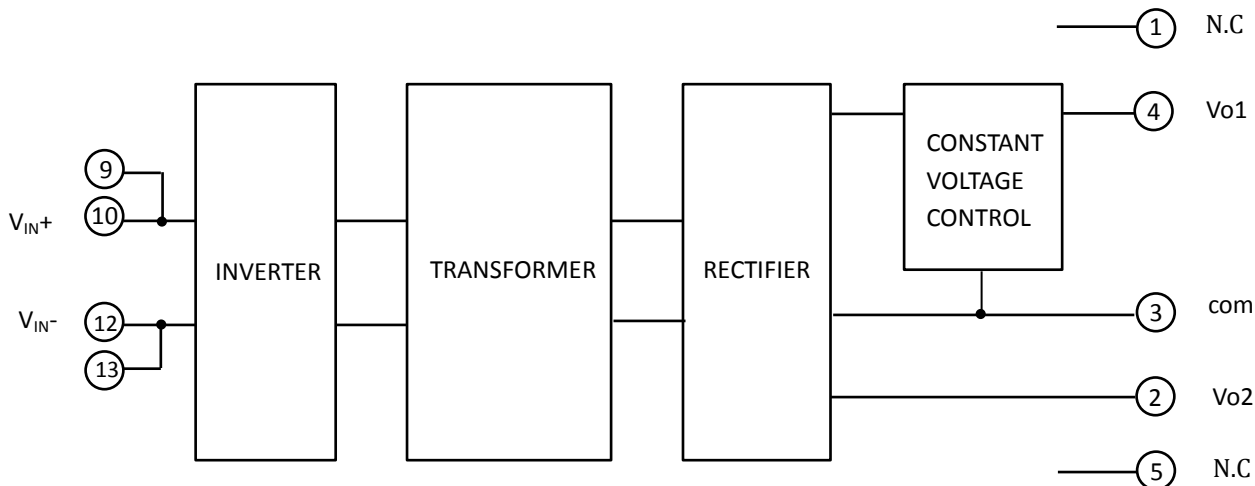 1 N.C
4 Vo1
CONSTANT
VOLTAGE
CONTROL
9
10
VIN+
INVERTER
TRANSFORMER
RECTIFIER
VIN-
12
13
3 com
2 Vo2
5 N.C